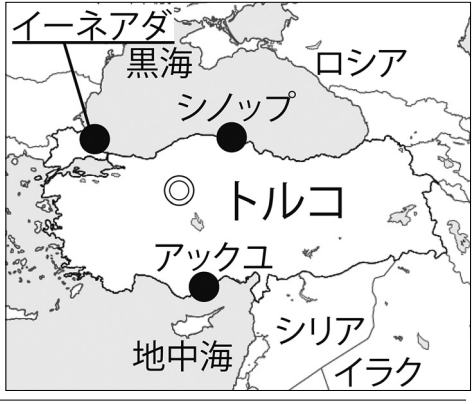 イーネアダ
黒海
ロシア
シノップ
トルコ
アックユ
シリア
地中海
イラク